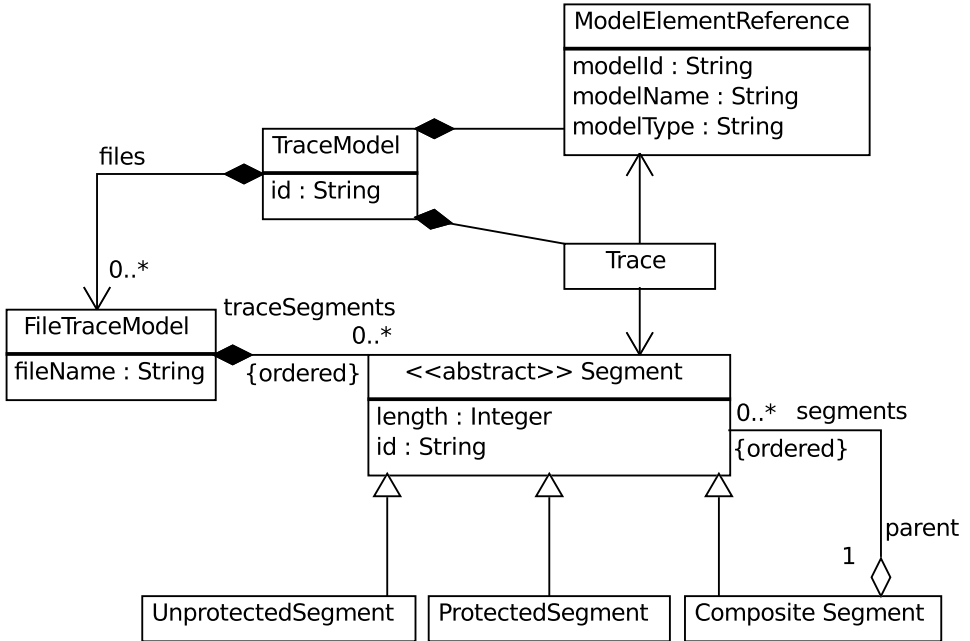 ModelElementReference
modelId : String
modelName : String
modelType : String
TraceModel
id : String
files
0..*
Trace
FileTraceModel
fileName : String
traceSegments
0..*
{ordered}
<<abstract>> Segment
length : Integer
id : String
0..* segments
{ordered}
parent
1
UnprotectedSegment
ProtectedSegment
Composite Segment